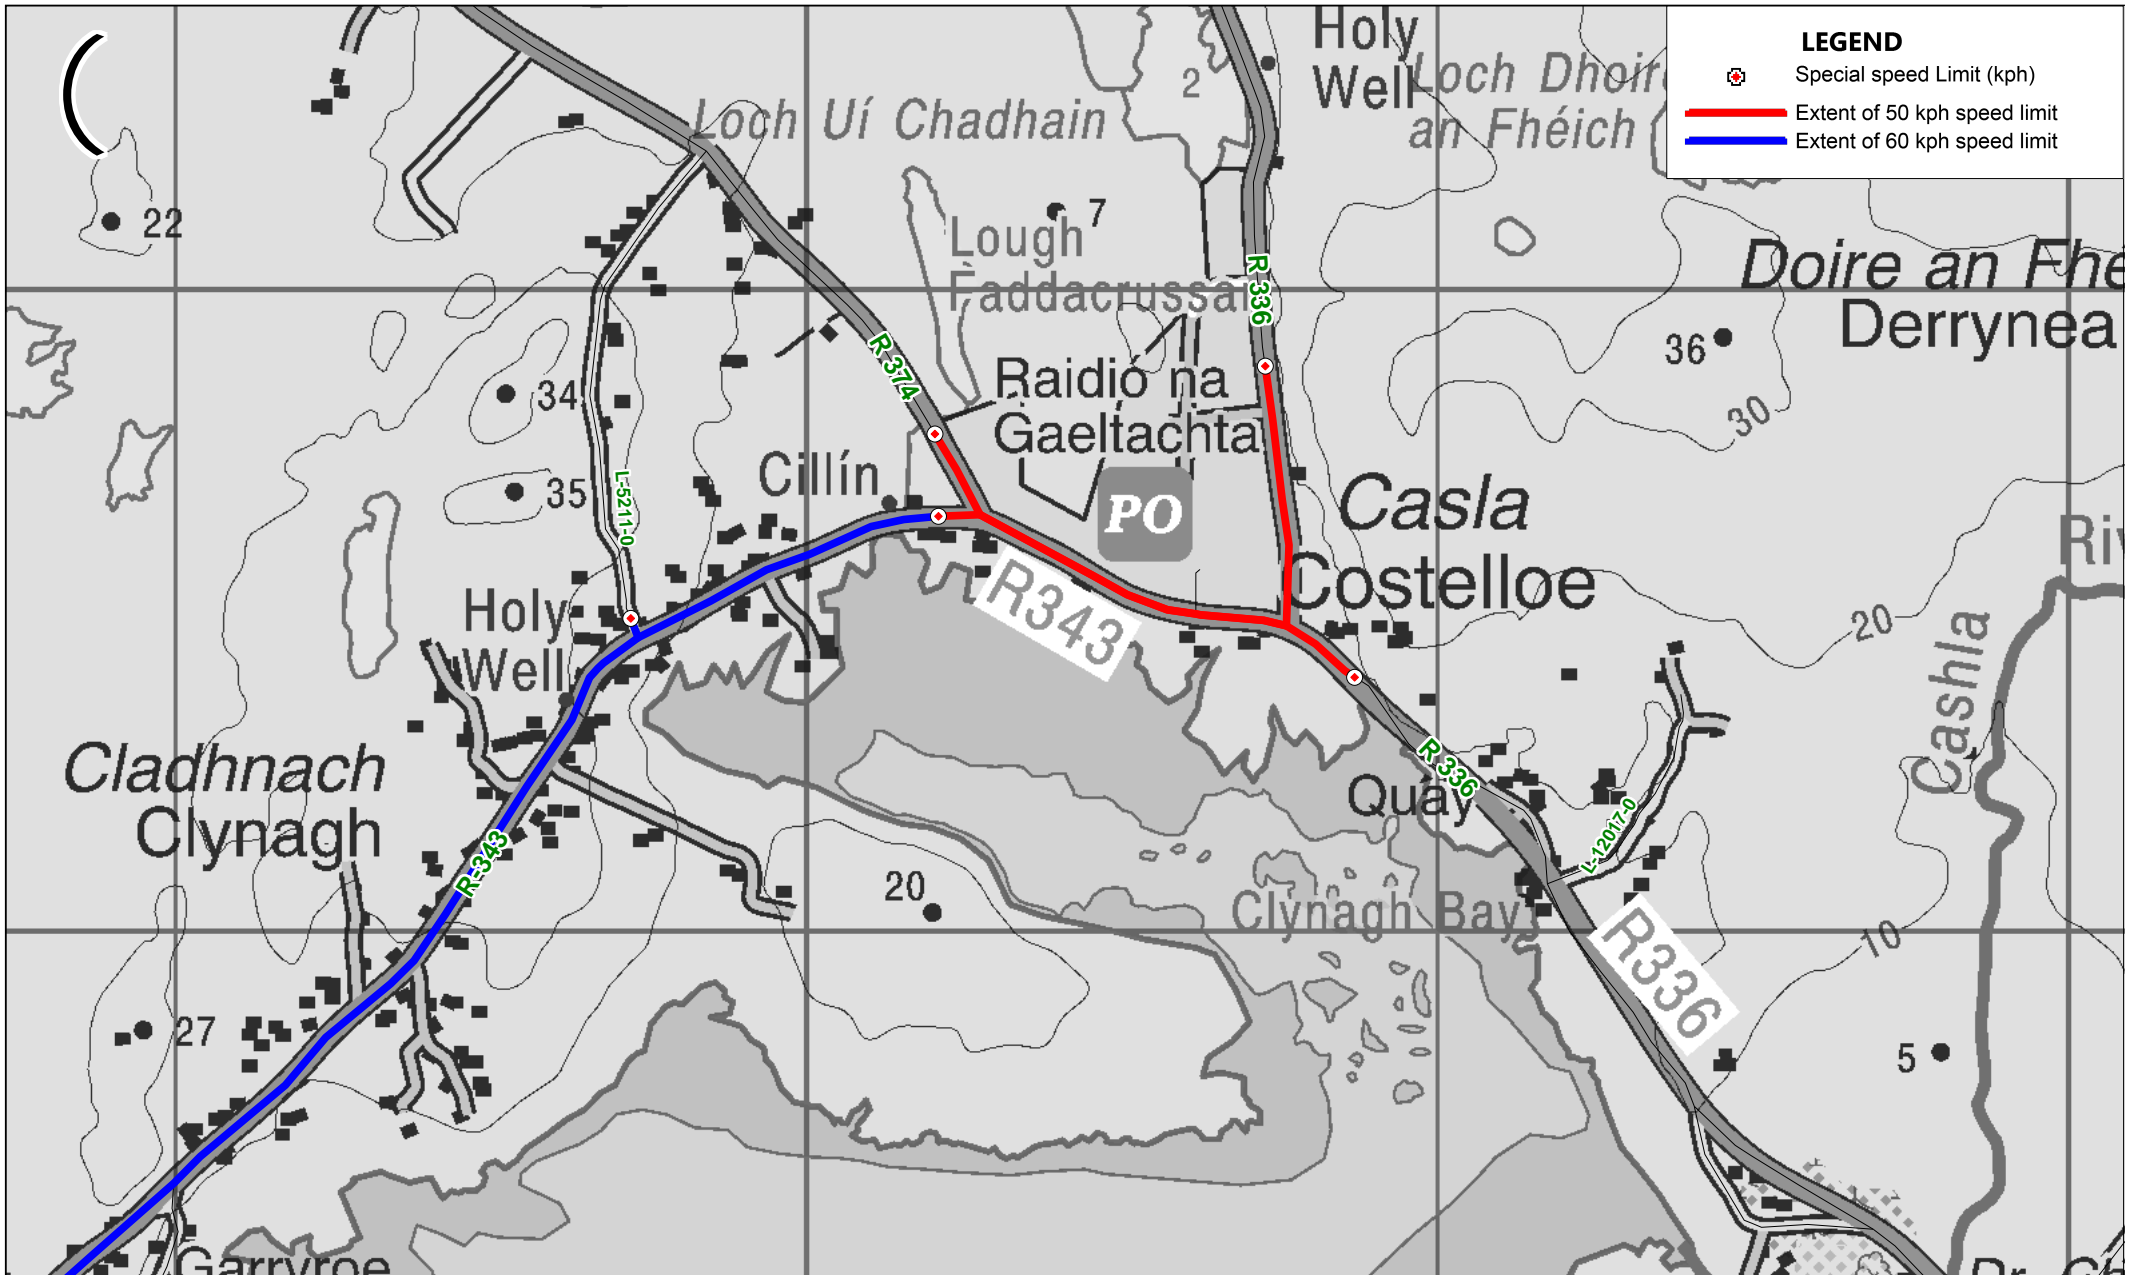 LEGEND
Special speed Limit (kph)
Extent of 50 kph speed limit
Extent of 60 kph speed limit
Holy
Well
Loch Dhoire
an Fhéich
2
Loch Uí Chadhain
22
7
Lough
Faddacrussa
R 336
Doire an Fhé
Derrynea
36
30
R 374
34
Raidió na
Gaeltachta
Cillín
35
L-5211-0
PO
Casla
Costelloe
Riv
R343
Holy
Well
20
Cashla
Cladhnach
Clynagh
R 336
Quay
L-12017-0
R-343
20
Clynagh Bay
10
R336
27
5
Garryroe